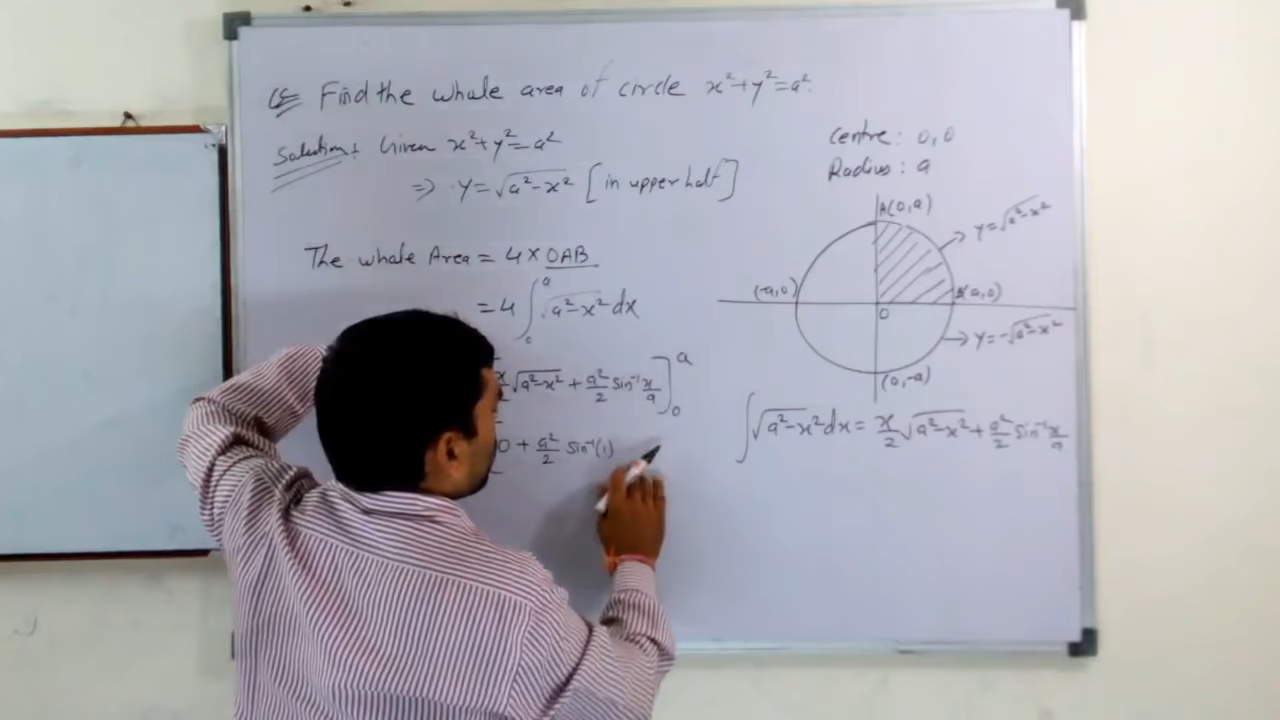 Q: Find the whole area of circle x²+y²=a².
Solution: Given x²+y²=a²
⇒ y=√a²-x² [in upper half]
The whole Area = 4×OAB
= 4 ∫₀ᵃ √a²-x² dx
x/2 √a²-x² + a²/2 sin⁻¹ x/a]₀ᵃ
[0 + a²/2 sin⁻¹(1)
Centre: 0,0
Radius: a
A(0,a)
y=√a²-x²
(-a,0)
B(a,0)
O
y=-√a²-x²
(0,-a)
∫√a²-x² dx = x/2 √a²-x² + a²/2 sin⁻¹ x/a